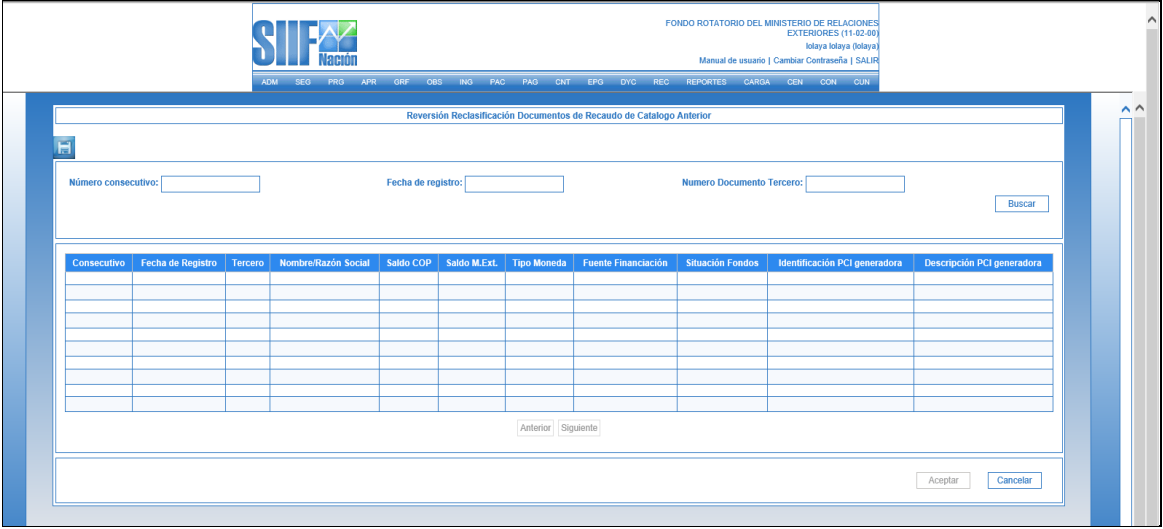 SIIF
Nación
FONDO ROTATORIO DEL MINISTERIO DE RELACIONES
EXTERIORES (11-02-00)
lolaya lolaya (lolaya)
Manual de usuario | Cambiar Contraseña | SALIR
ADM SEG PRG APR GRF OBS ING PAC PAG CNT EPG DYC REC REPORTES CARGA CEN CON CUN
Reversión Reclasificación Documentos de Recaudo de Catalogo Anterior
Número consecutivo: Fecha de registro: Numero Documento Tercero:
Buscar
Consecutivo Fecha de Registro Tercero Nombre/Razón Social Saldo COP Saldo M.Ext. Tipo Moneda Fuente Financiación Situación Fondos Identificación PCI generadora Descripción PCI generadora
Anterior Siguiente
Aceptar Cancelar